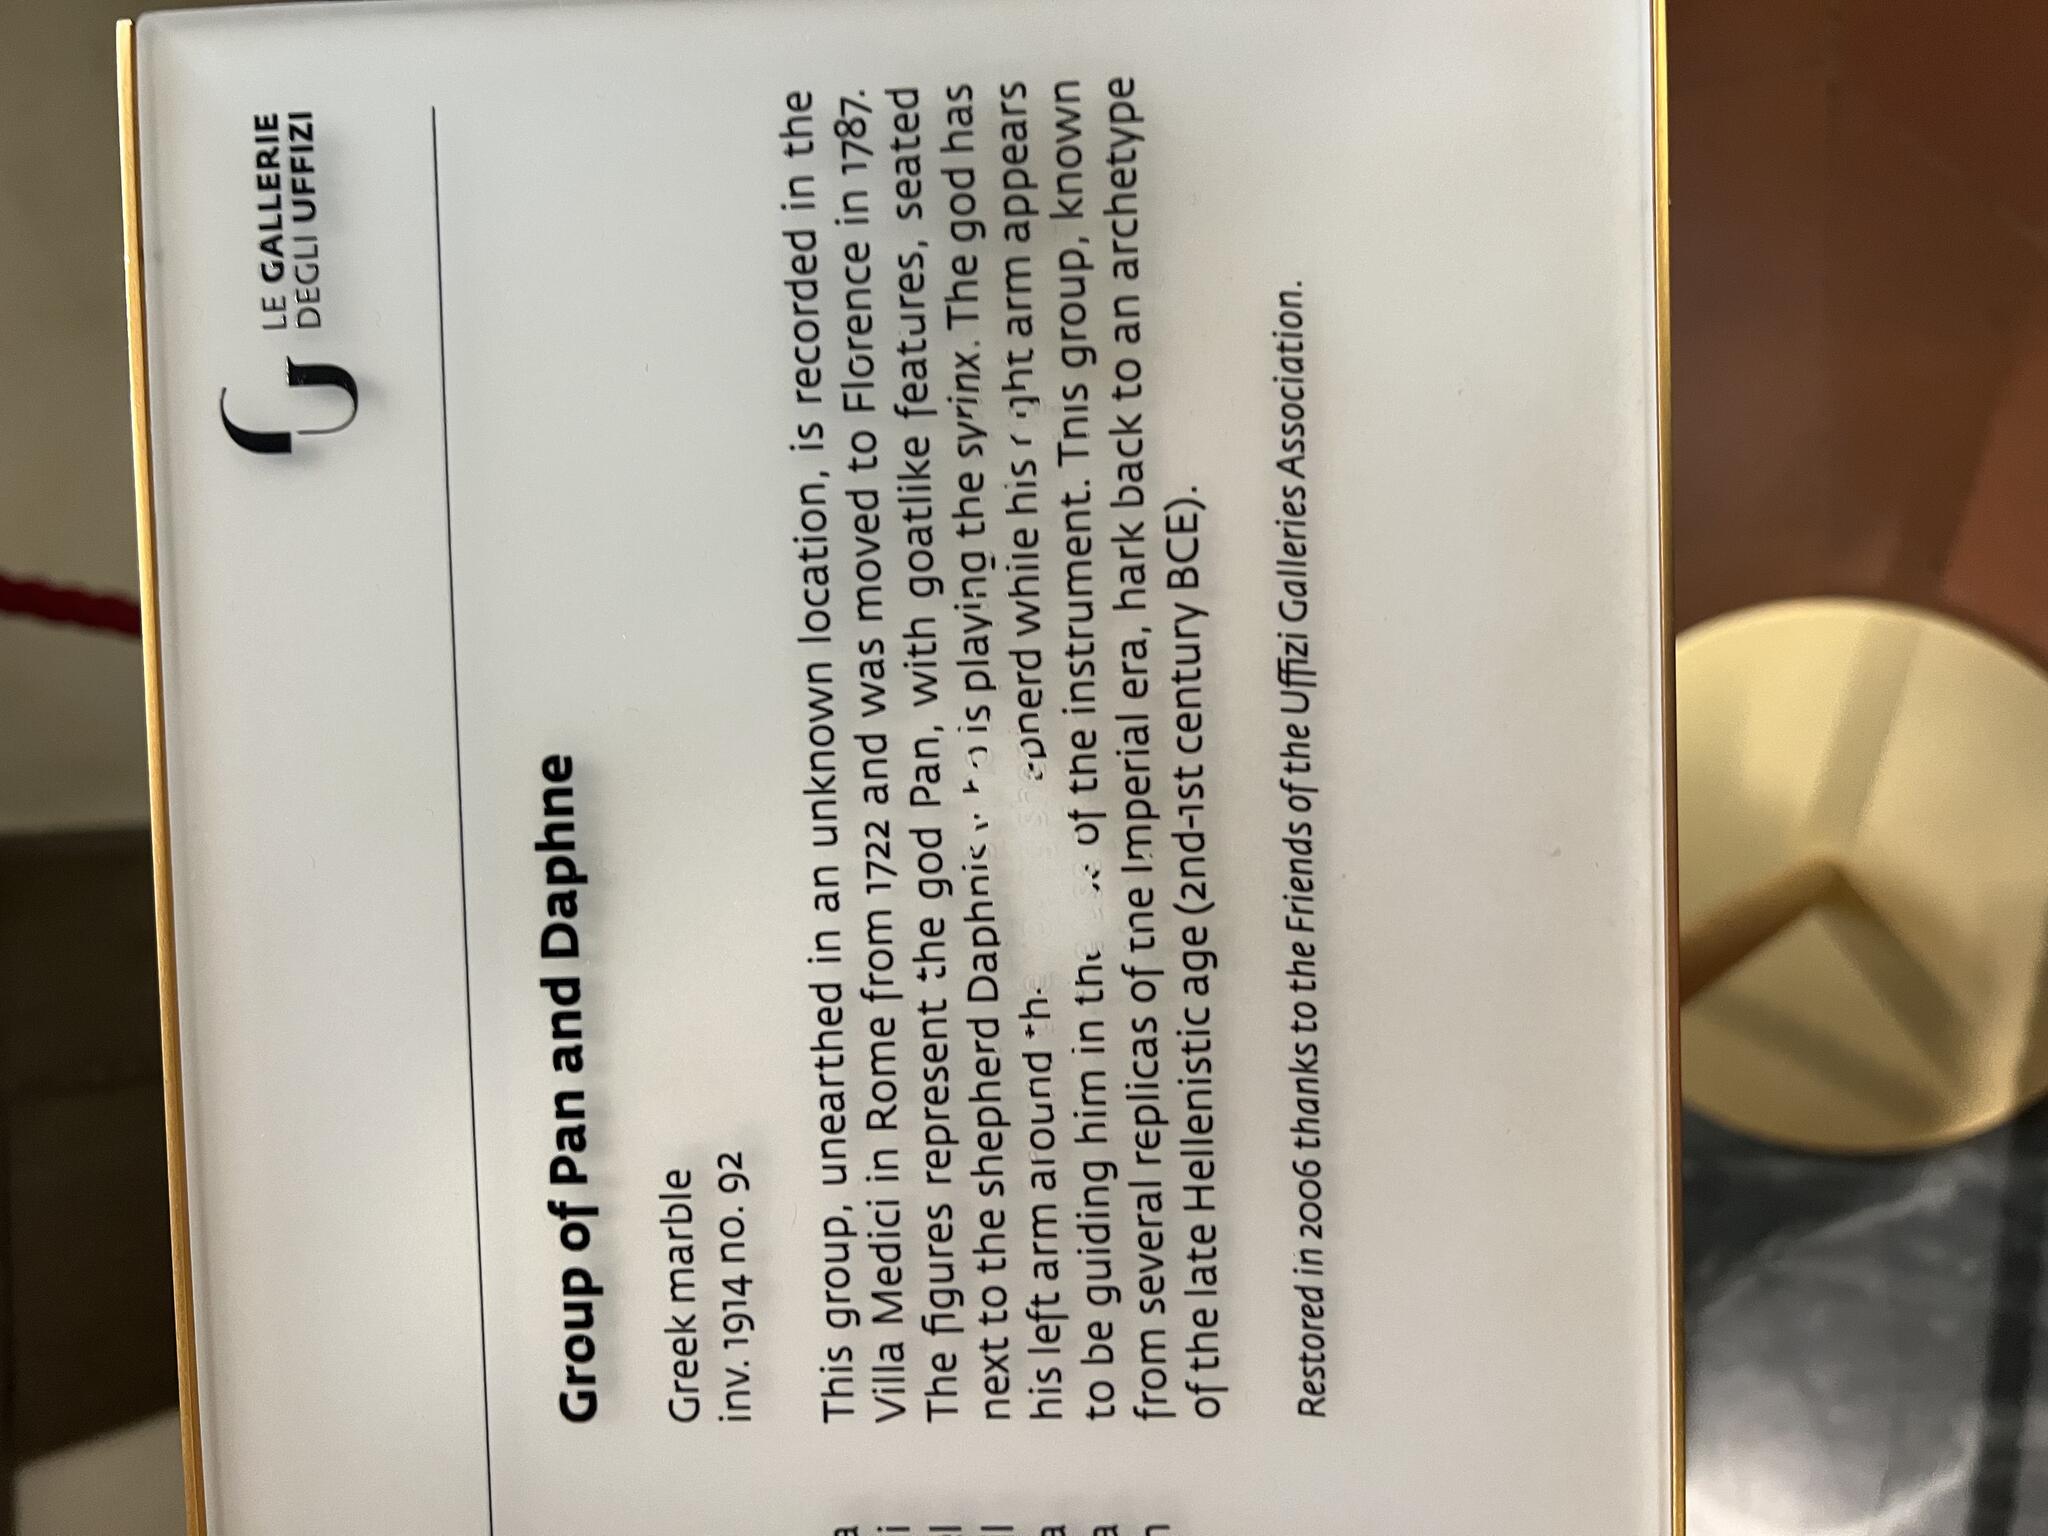 LE GALLERIE
DEGLI UFFIZI
Group of Pan and Daphne
Greek marble
inv. 1914 no. 92
This group, unearthed in an unknown location, is recorded in the
Villa Medici in Rome from 1722 and was moved to Florence in 1787.
The figures represent the god Pan, with goatlike features, seated
next to the shepherd Daphnis who is playing the syrinx. The god has
his left arm around the shepherd while his right arm appears
to be guiding him in the use of the instrument. This group, known
from several replicas of the Imperial era, hark back to an archetype
of the late Hellenistic age (2nd-1st century BCE).
Restored in 2006 thanks to the Friends of the Uffizi Galleries Association.